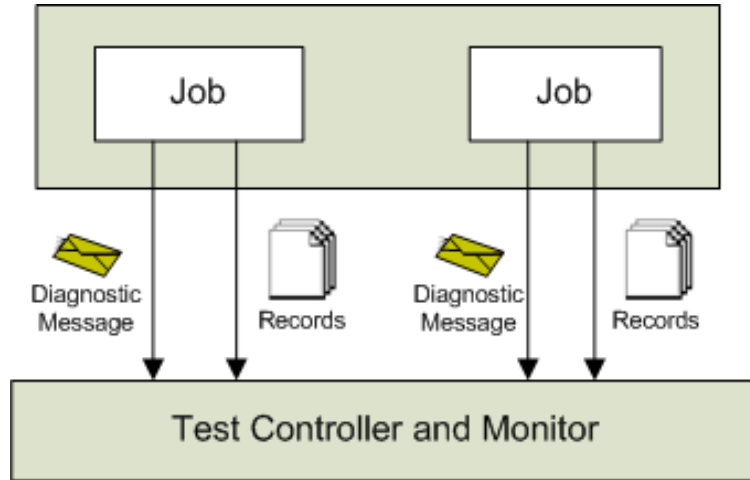 Job
Job
Diagnostic
Message
Records
Diagnostic
Message
Records
Test Controller and Monitor